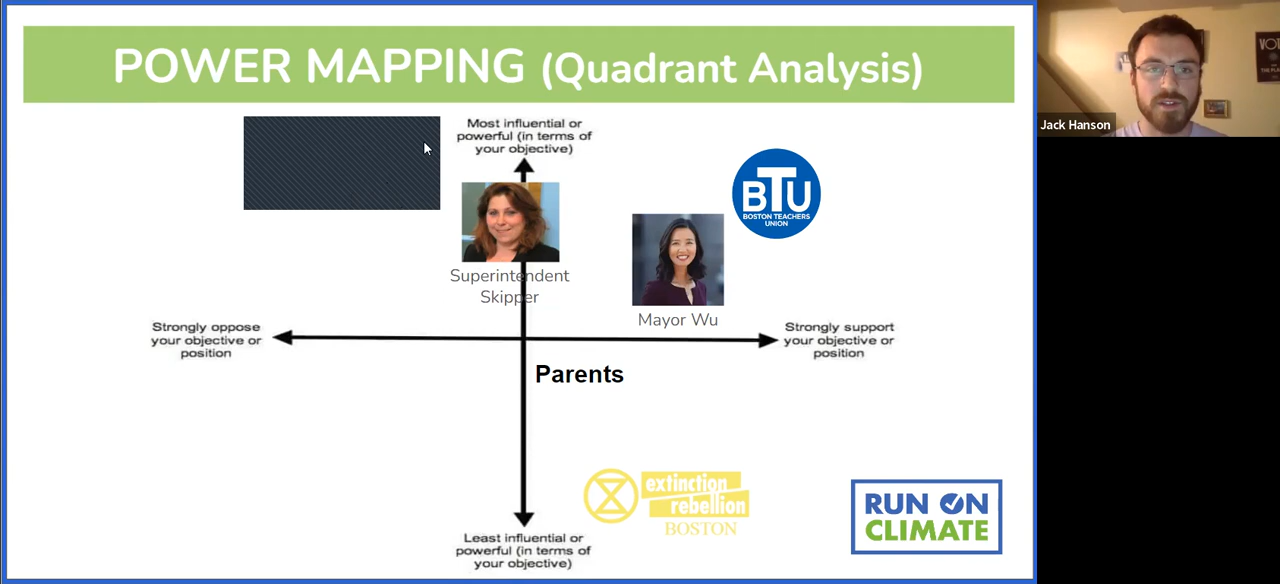 POWER MAPPING (Quadrant Analysis)
Most influential or
powerful (in terms of
your objective)
BTU
BOSTON TEACHERS
UNION
Superintendent
Skipper
Mayor Wu
Strongly oppose
your objective or
position
Strongly support
your objective or
position
Parents
extinction
rebellion
BOSTON
RUN ON
CLIMATE
Least influential or
powerful (in terms of
your objective)
Jack Hanson